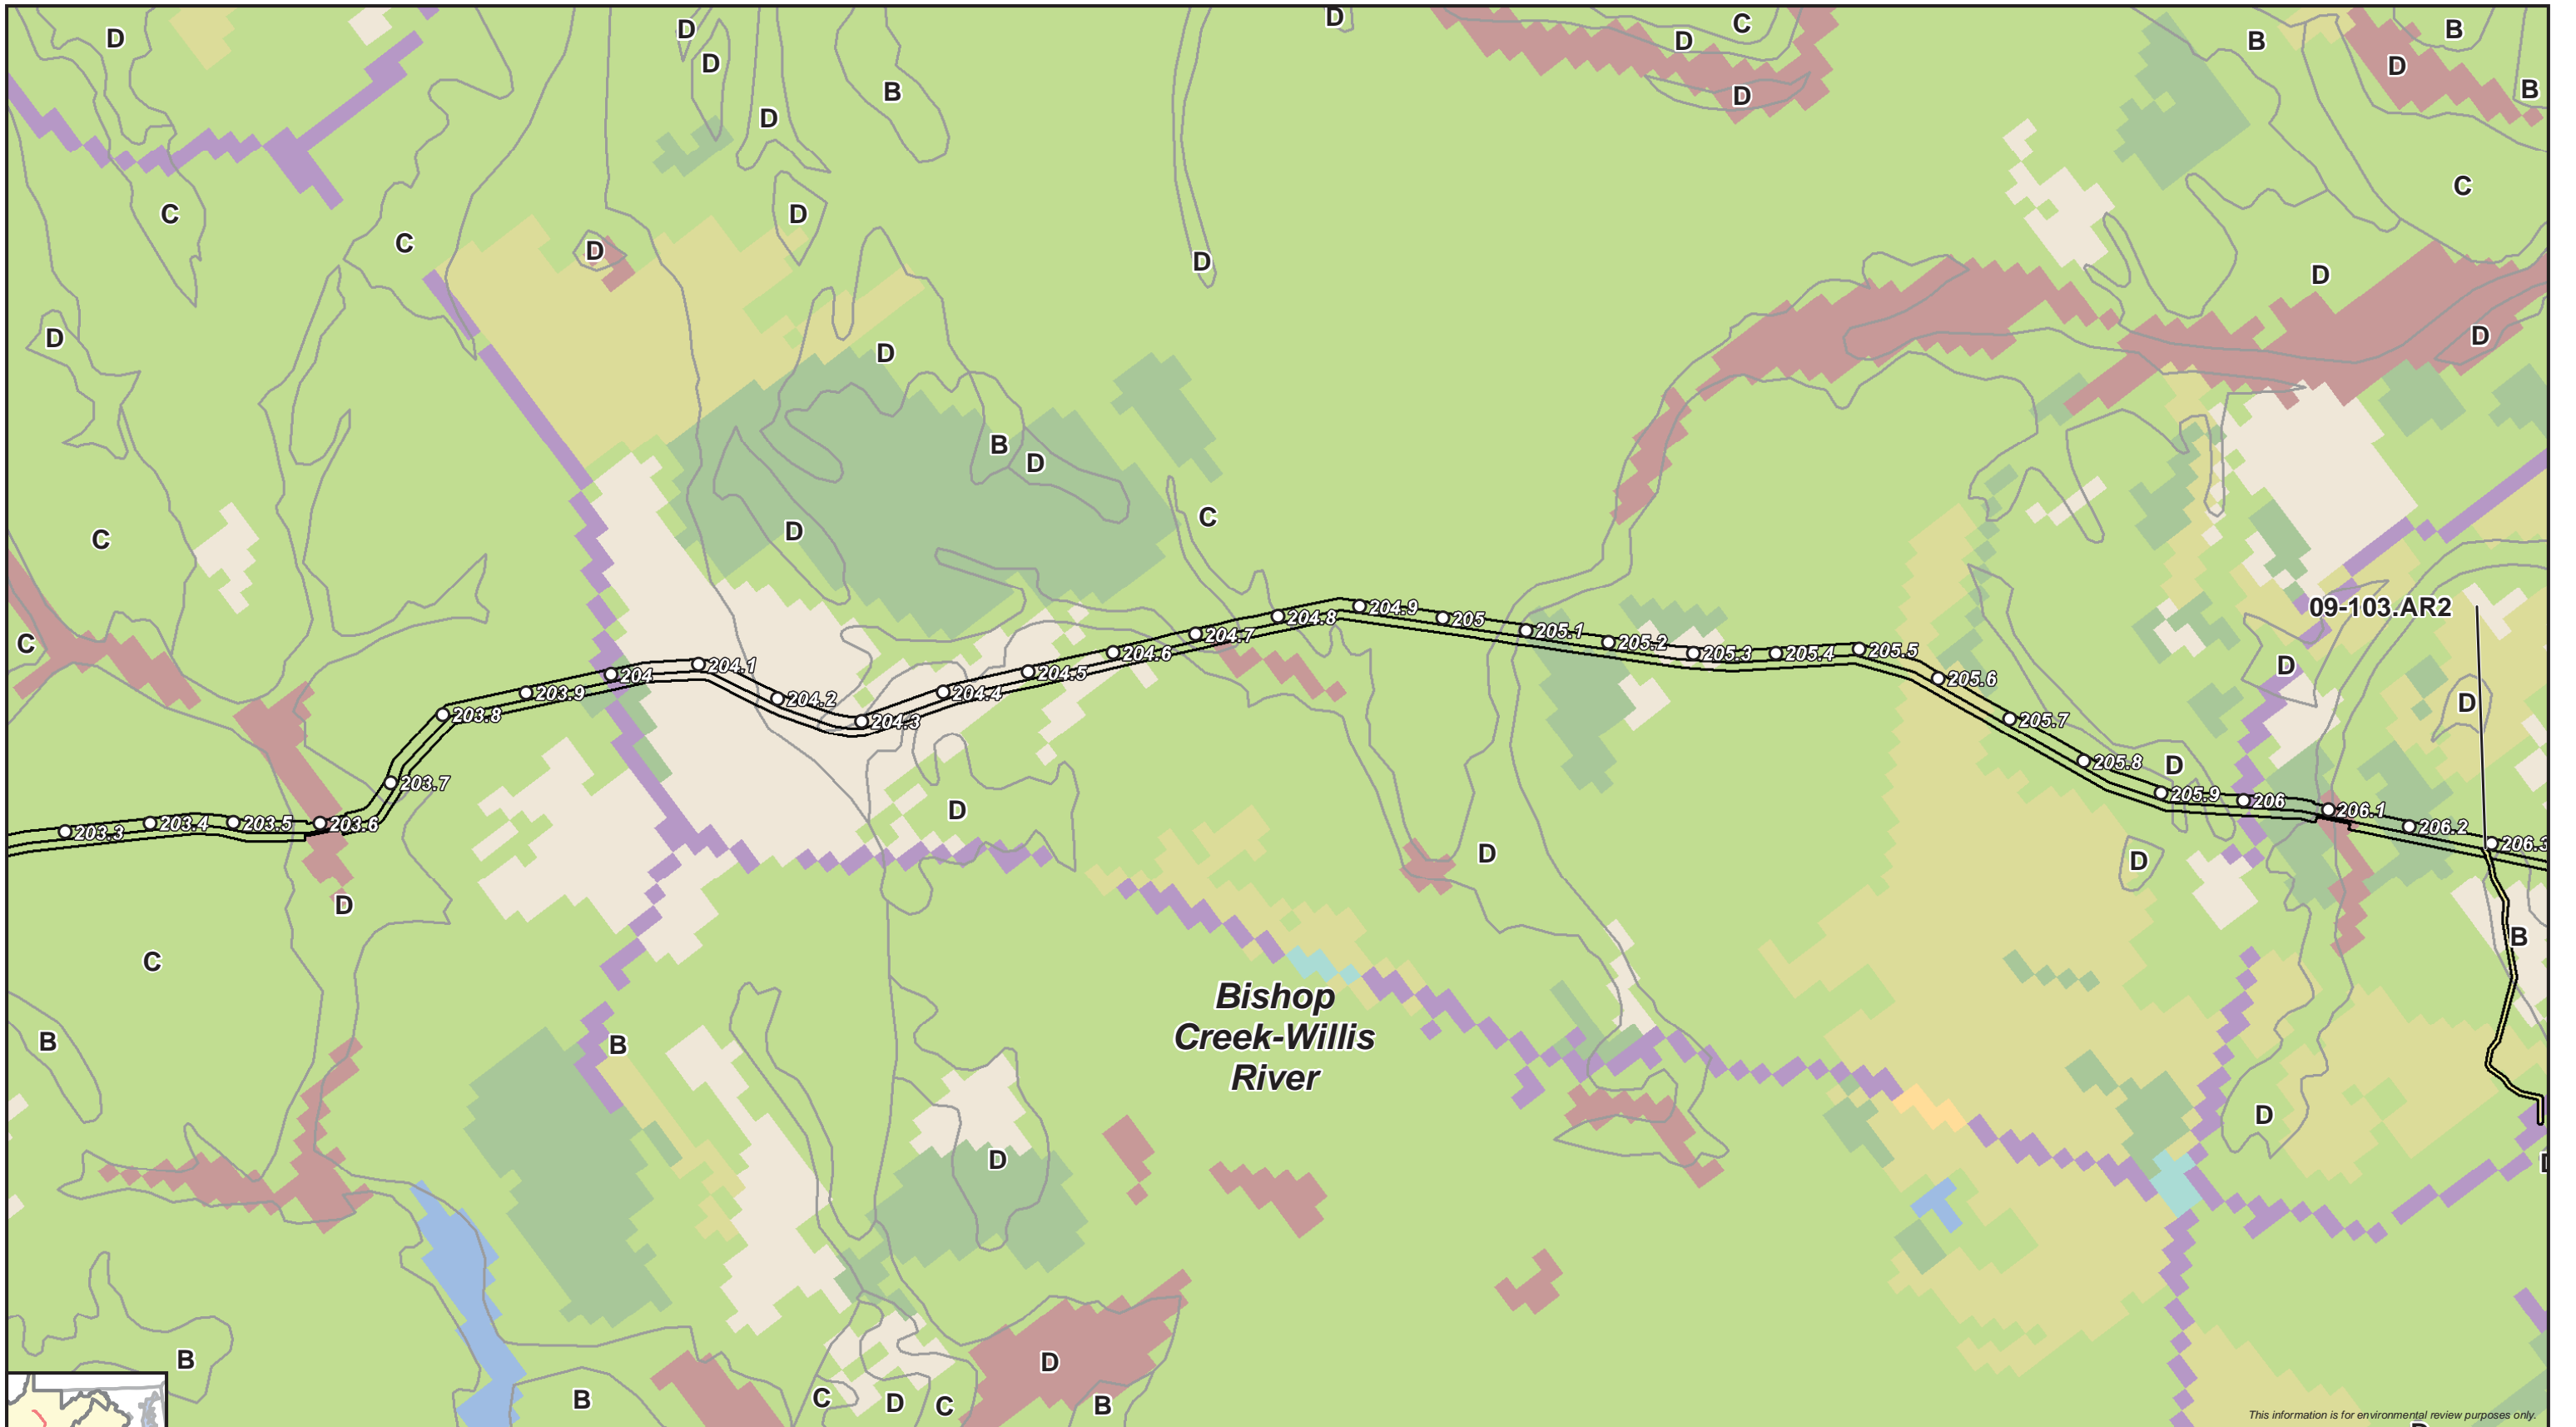 D
D
C
D
B
B
D
D
D
C
D
B
D
B
D
C
C
D
D
C
D
D
D
D
D
D
B
D
D
C
C
09-103.AR2
204.9
204.8
205
205.1
204.7
205.2
C
204.6
205.3
205.4
205.5
204.1
D
204.5
204
205.6
203.9
204.4
204.2
D
203.8
204.3
205.7
205.8
D
203.7
205.9
206
D
206.1
203.3
203.4
203.5
203.6
206.2
206.3
D
D
D
B
C
Bishop
Creek-Willis
River
B
B
D
D
D
B
D
B
C
D
C
B
This information is for environmental review purposes only.